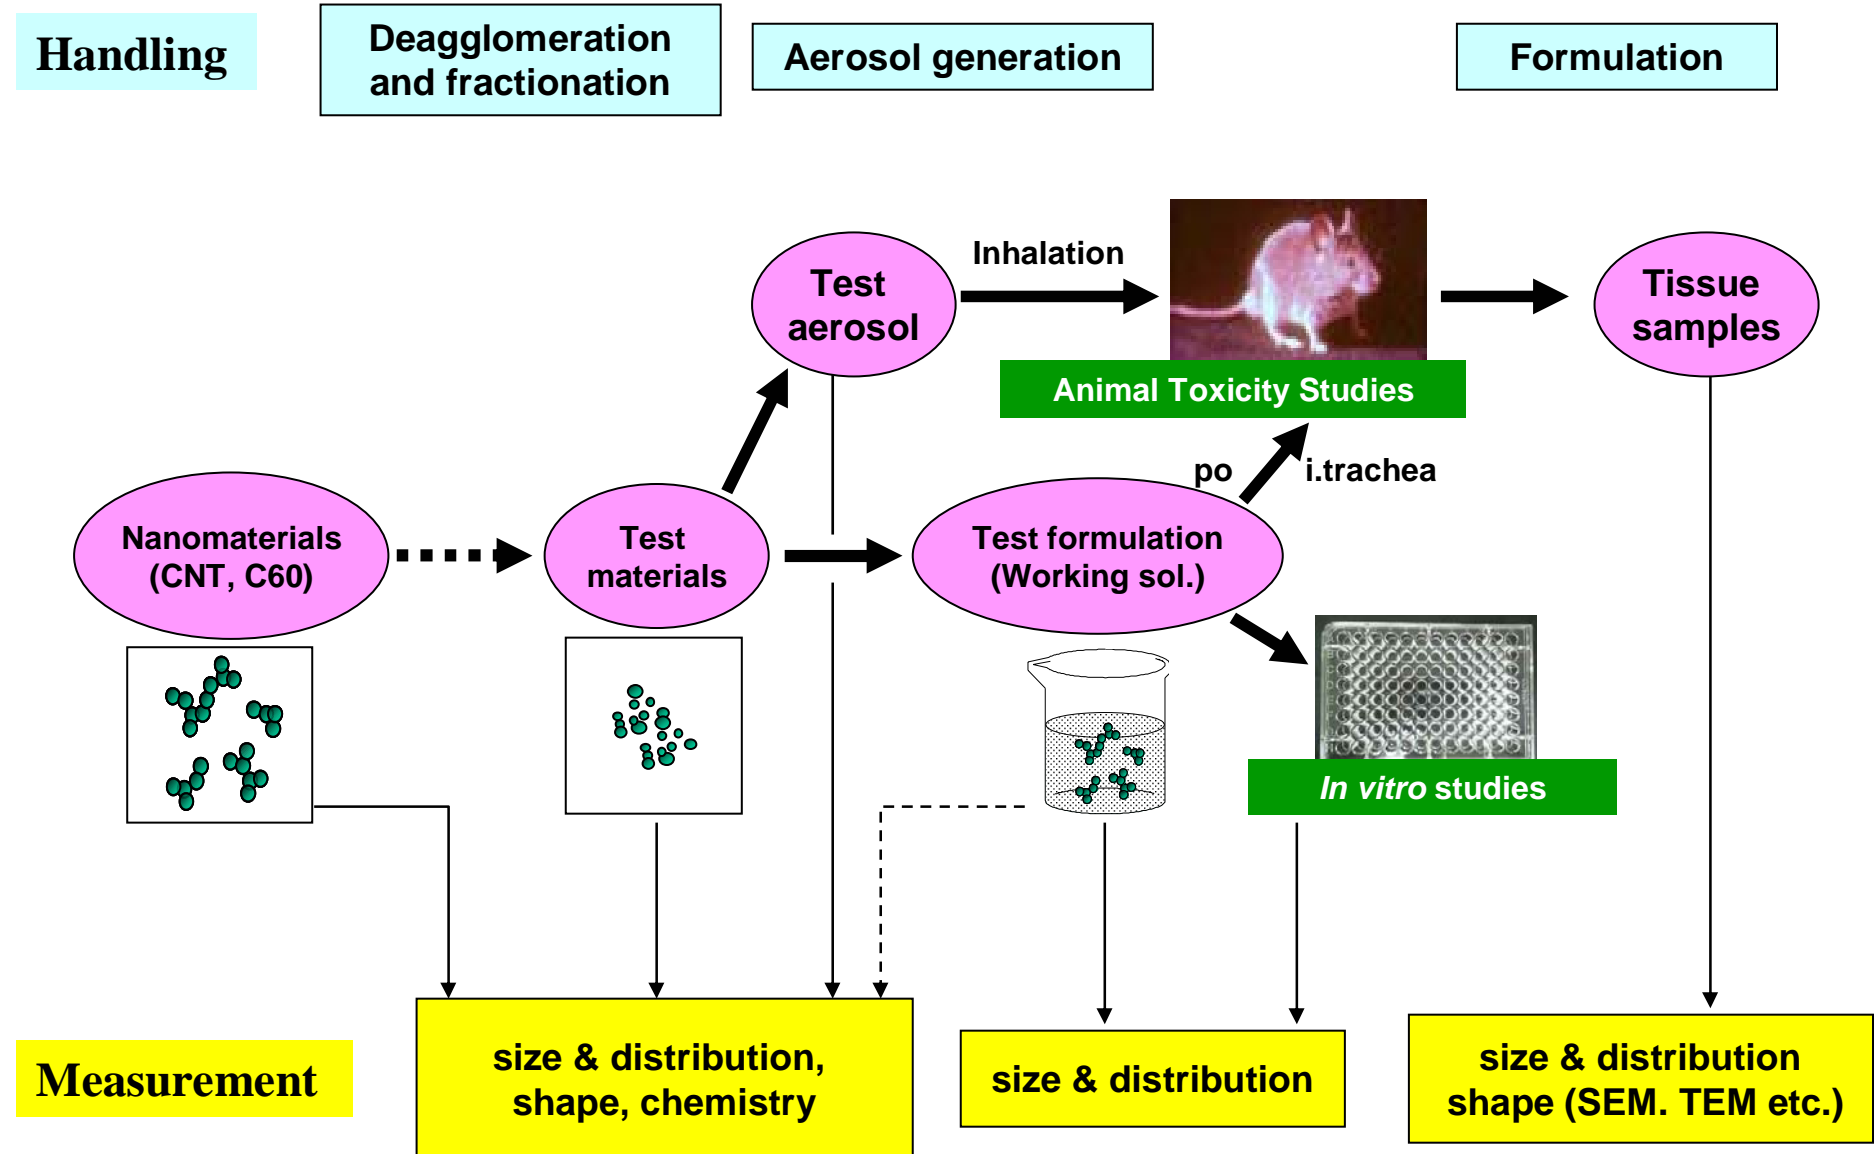 Handling
Deagglomeration
and fractionation
Aerosol generation
Formulation
Test
aerosol
Inhalation
Tissue
samples
Animal Toxicity Studies
po
i.trachea
Nanomaterials
(CNT, C60)
Test
materials
Test formulation
(Working sol.)
In vitro studies
Measurement
size & distribution,
shape, chemistry
size & distribution
size & distribution
shape (SEM. TEM etc.)